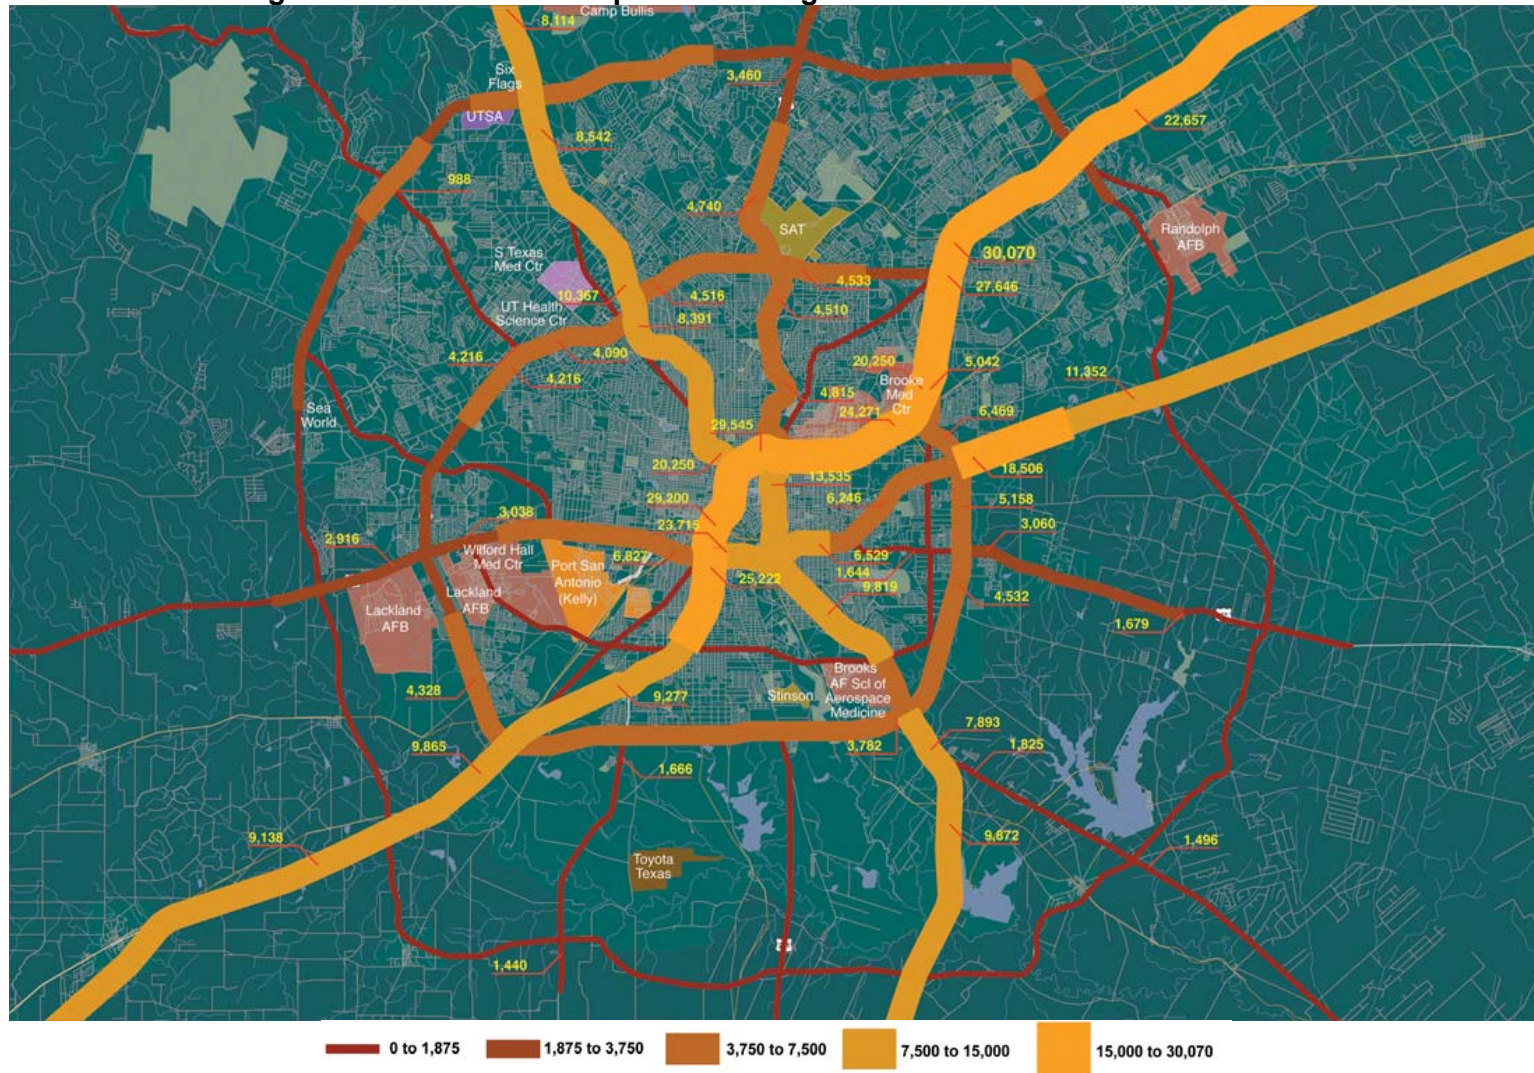 Camp Bullis
8,114
Six
Flags
3,460
UTSA
22,657
8,542
988
4,740
SAT
Randolph
AFB
30,070
S Texas
Med Ctr
4,533
27,646
10,367
4,516
UT Health
Science Ctr
4,510
8,391
4,216
4,090
20,250
5,042
4,216
11,352
Brooke
Med
Ctr
4,815
Sea
World
24,271
6,469
29,545
20,250
18,506
13,535
29,200
6,246
5,158
3,038
23,715
3,060
2,916
Wilford Hall
Med Ctr
6,827
6,529
Port San
Antonio
(Kelly)
1,644
25,222
9,819
Lackland
AFB
4,532
Lackland
AFB
1,679
Brooks
AF Scl of
Aerospace
Medicine
4,328
9,277
Stinson
7,893
9,865
3,782
1,825
1,666
9,138
9,872
1,496
Toyota
Texas
1,440
0 to 1,875
1,875 to 3,750
3,750 to 7,500
7,500 to 15,000
15,000 to 30,070